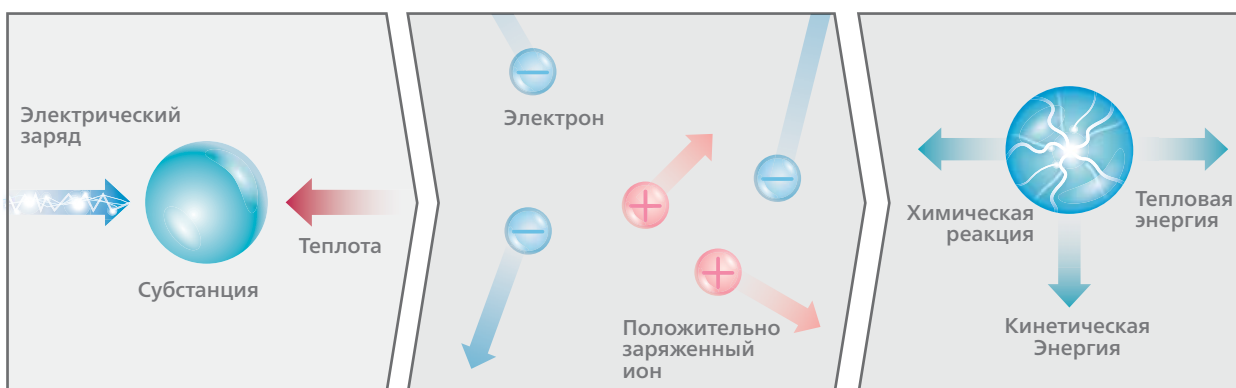 Электрический
заряд
Теплота
Субстанция
Электрон
Положительно
заряженный
ион
Химическая
реакция
Тепловая
энергия
Кинетическая
Энергия